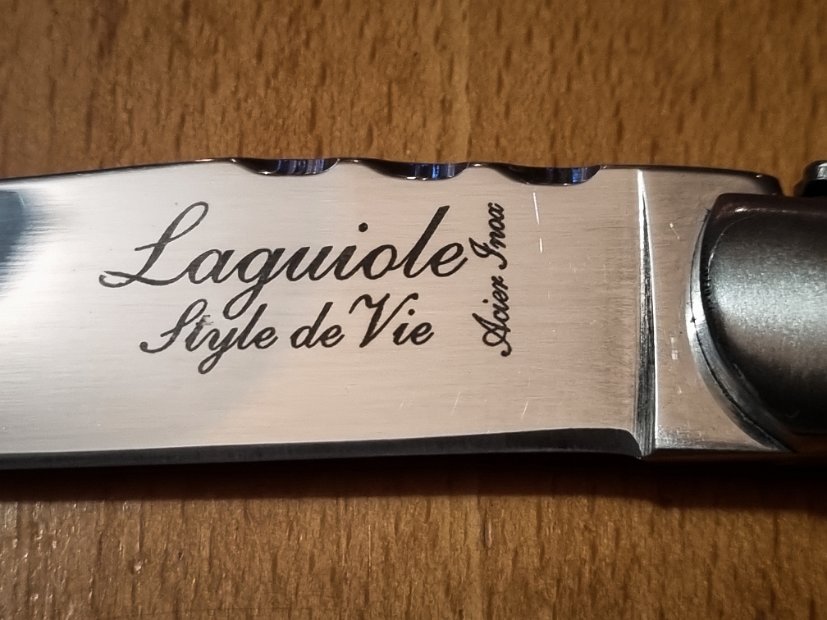 Laguiole
Style de Vie
Acier Inox